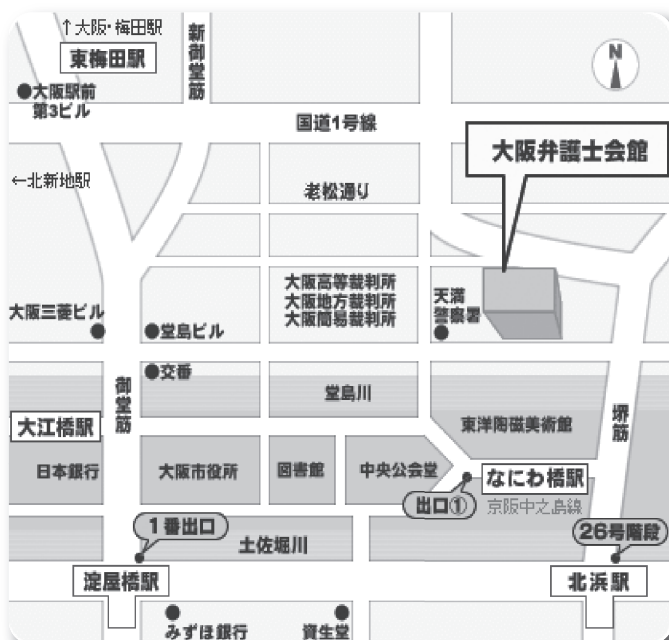 ↑大阪・梅田駅
東梅田駅
新御堂筋
N
●大阪駅前
第3ビル
国道1号線
大阪弁護士会館
←北新地駅
老松通り
大阪高等裁判所
大阪地方裁判所
大阪簡易裁判所
天満
警察署
大阪三菱ビル
堂島ビル
交番
御堂筋
堂島川
堺筋
大江橋駅
東洋陶磁美術館
日本銀行
大阪市役所
図書館
中央公会堂
なにわ橋駅
出口①
京阪中之島線
1番出口
土佐堀川
26号階段
淀屋橋駅
北浜駅
みずほ銀行
資生堂